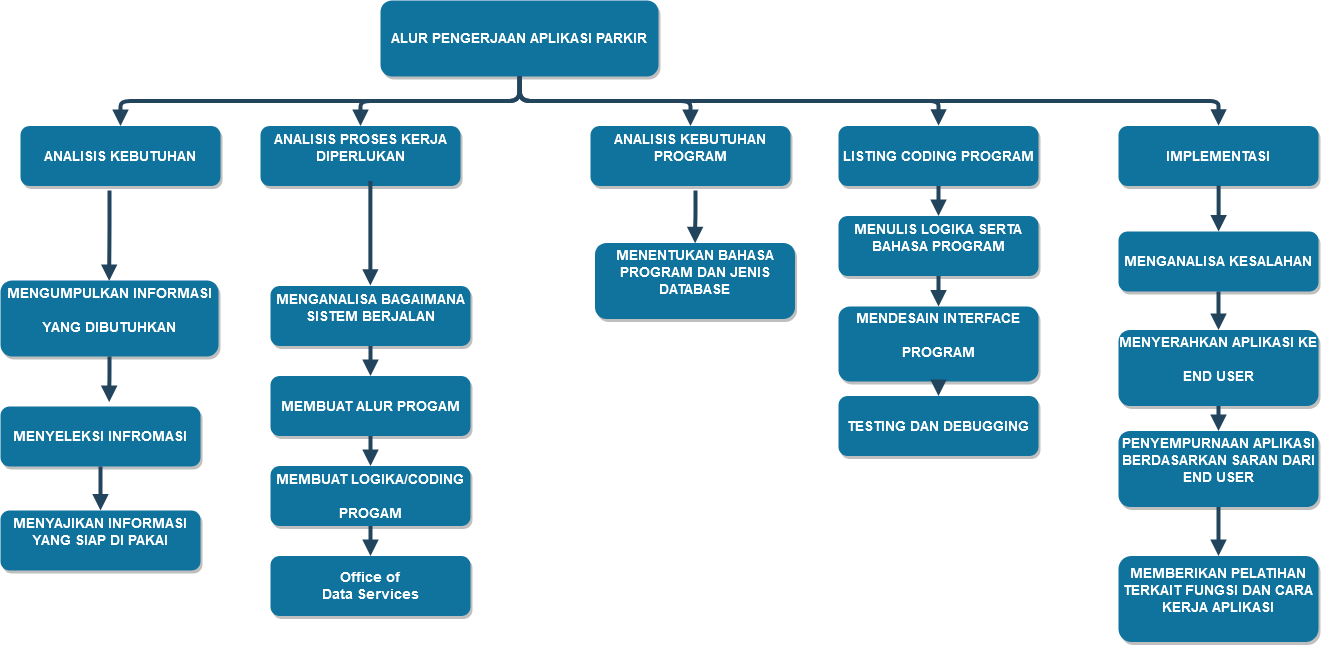 ALUR PENGERJAAN APLIKASI PARKIR
ANALISIS KEBUTUHAN
MENGUMPULKAN INFORMASI
YANG DIBUTUHKAN
MENYELEKSI INFROMASI
MENYAJIKAN INFORMASI
YANG SIAP DI PAKAI
ANALISIS PROSES KERJA
DIPERLUKAN
MENGANALISA BAGAIMANA
SISTEM BERJALAN
MEMBUAT ALUR PROGAM
MEMBUAT LOGIKA/CODING
PROGAM
Office of
Data Services
ANALISIS KEBUTUHAN
PROGRAM
MENENTUKAN BAHASA
PROGRAM DAN JENIS
DATABASE
LISTING CODING PROGRAM
MENULIS LOGIKA SERTA
BAHASA PROGRAM
MENDESAIN INTERFACE
PROGRAM
TESTING DAN DEBUGGING
IMPLEMENTASI
MENGANALISA KESALAHAN
MENYERAHKAN APLIKASI KE
END USER
PENYEMPURNAAN APLIKASI
BERDASARKAN SARAN DARI
END USER
MEMBERIKAN PELATIHAN
TERKAIT FUNGSI DAN CARA
KERJA APLIKASI